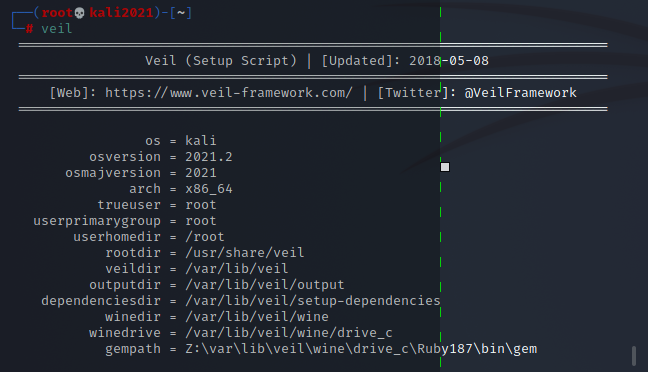 (root💀kali2021)-[~]
# veil
Veil (Setup Script) | [Updated]: 2018-05-08
[Web]: https://www.veil-framework.com/ | [Twitter]: @VeilFramework
os = kali
osversion = 2021.2
osmajversion = 2021
arch = x86_64
trueuser = root
userprimarygroup = root
userhomedir = /root
rootdir = /usr/share/veil
veildir = /var/lib/veil
outputdir = /var/lib/veil/output
dependenciesdir = /var/lib/veil/setup-dependencies
winedir = /var/lib/veil/wine
winedrive = /var/lib/veil/wine/drive_c
gempath = Z:\var\lib\veil\wine\drive_c\Ruby187\bin\gem